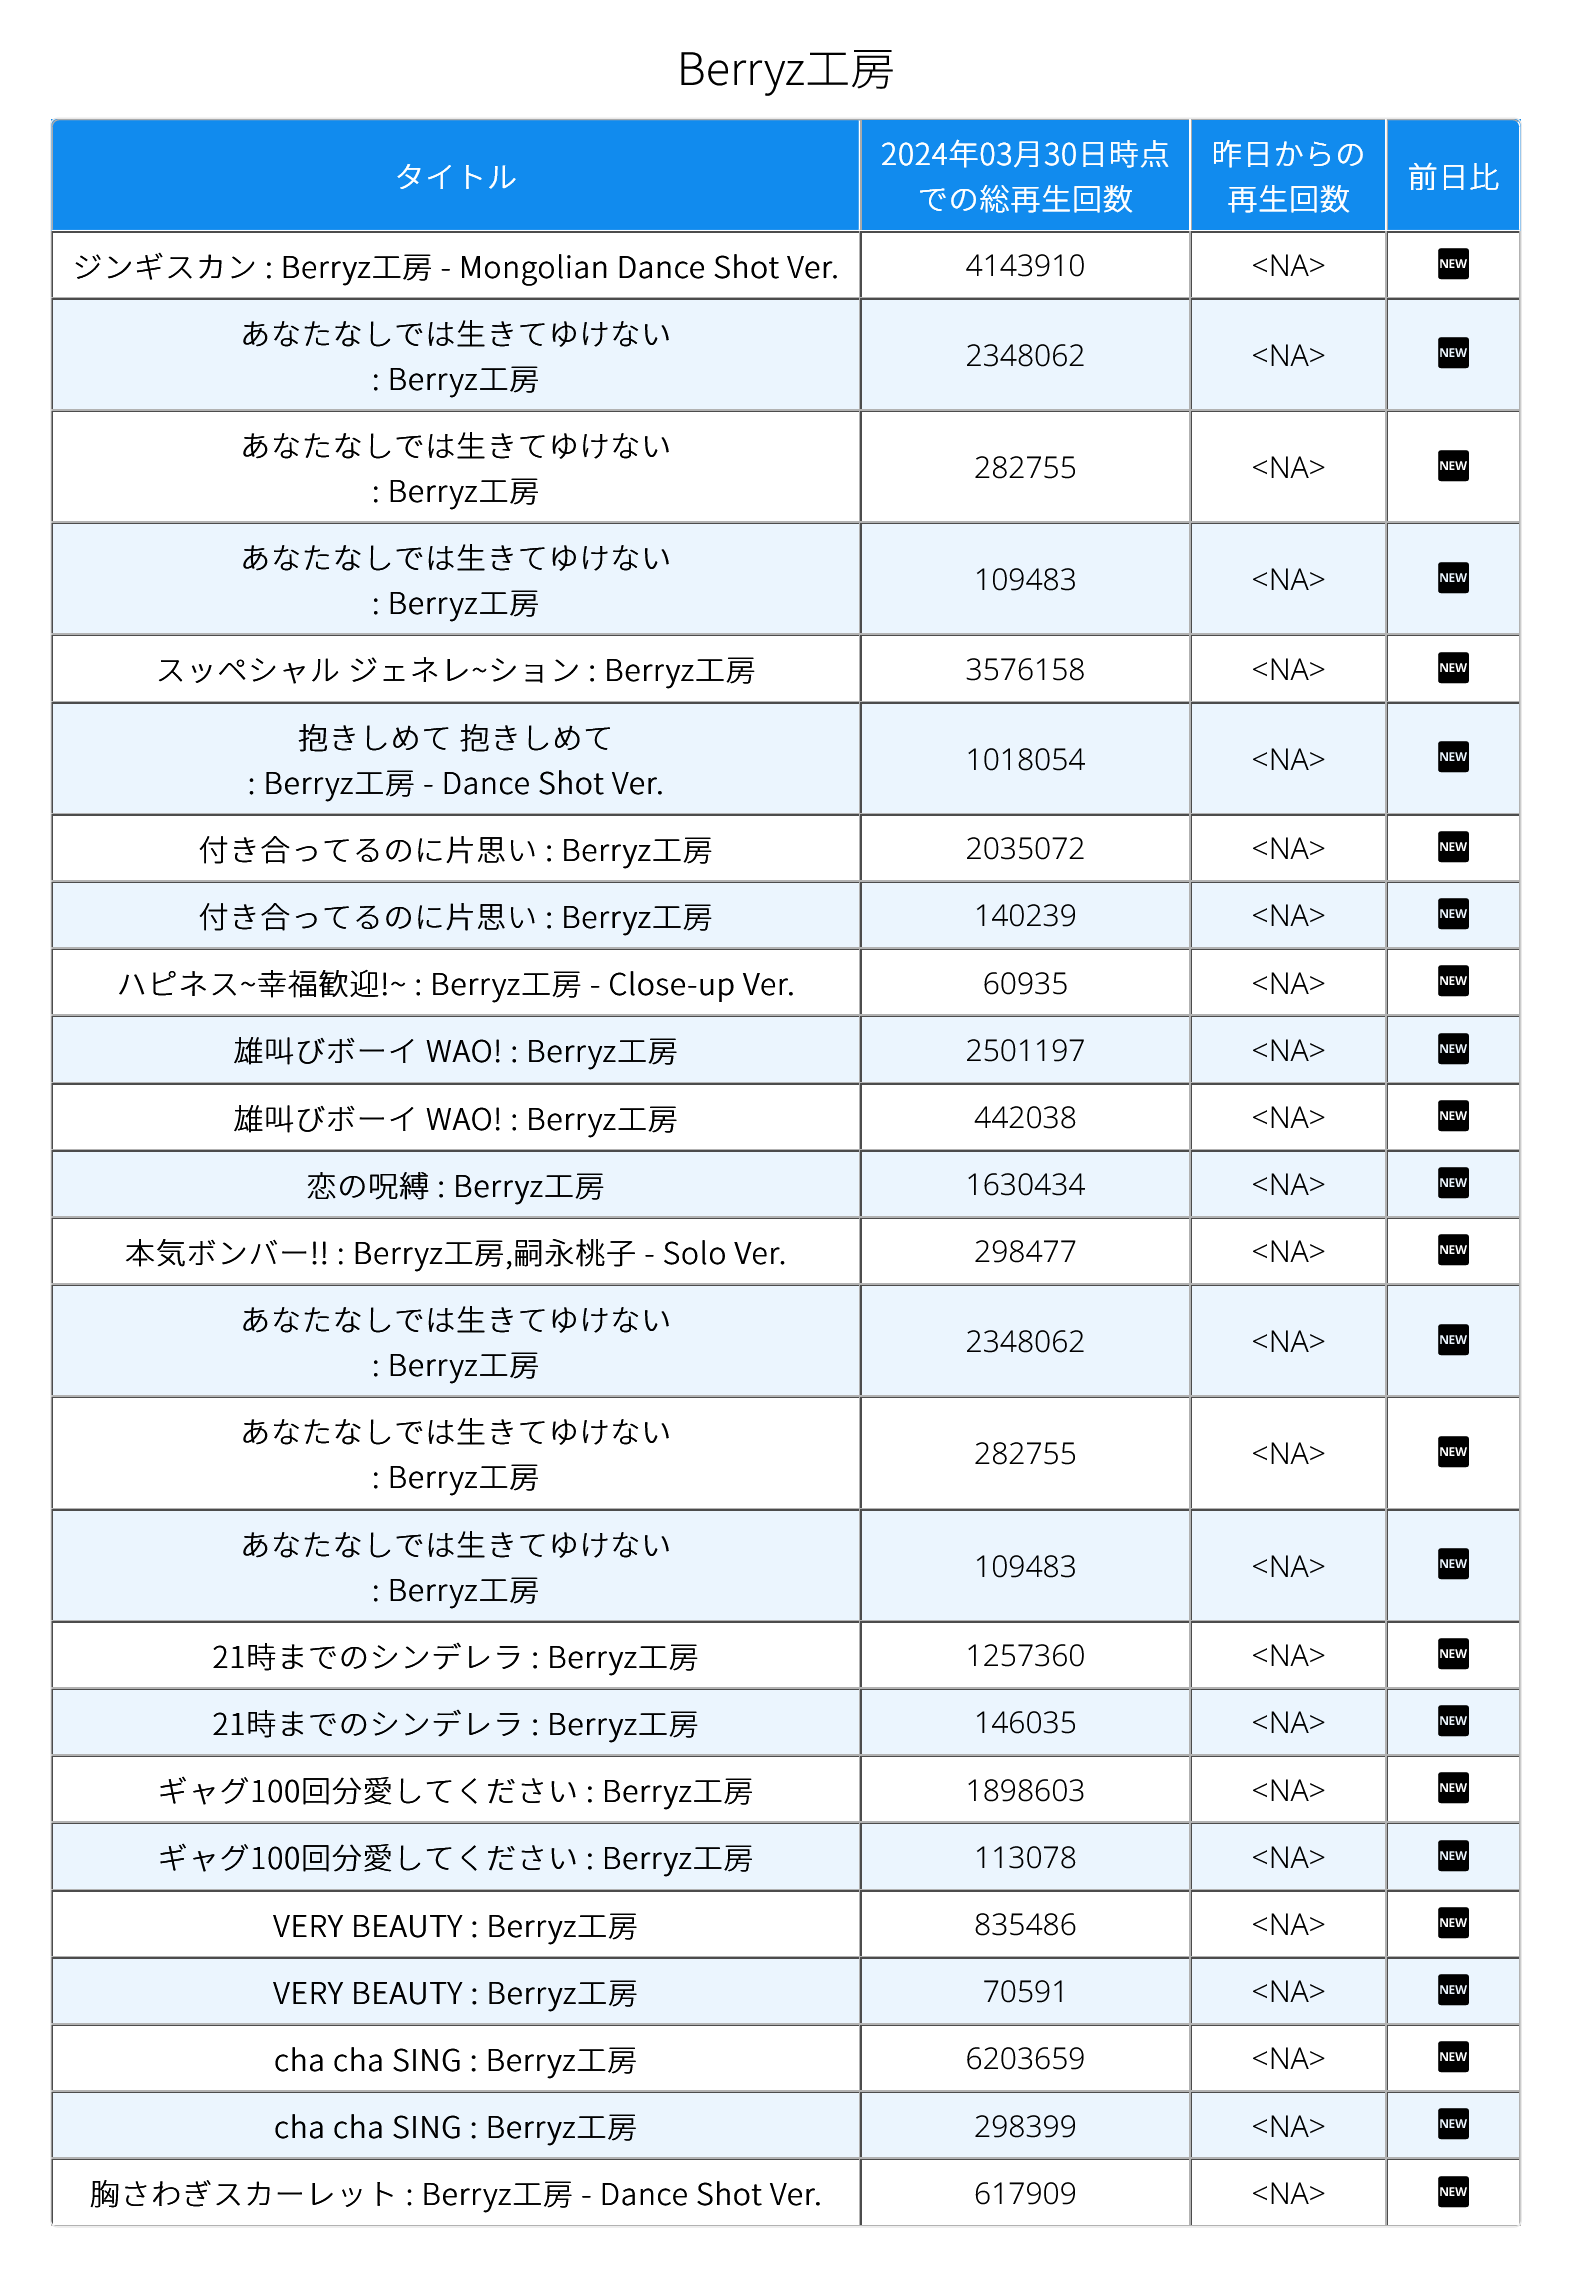 Berryz工房
タイトル
2024年03月30日時点
での総再生回数
昨日からの
再生回数
前日比
ジンギスカン : Berryz工房 - Mongolian Dance Shot Ver. 4143910 <NA> NEW
あなたなしでは生きてゆけない
: Berryz工房 2348062 <NA> NEW
あなたなしでは生きてゆけない
: Berryz工房 282755 <NA> NEW
あなたなしでは生きてゆけない
: Berryz工房 109483 <NA> NEW
スッペシャル ジェネレ~ション : Berryz工房 3576158 <NA> NEW
抱きしめて 抱きしめて
: Berryz工房 - Dance Shot Ver. 1018054 <NA> NEW
付き合ってるのに片思い : Berryz工房 2035072 <NA> NEW
付き合ってるのに片思い : Berryz工房 140239 <NA> NEW
ハピネス~幸福歓迎!~ : Berryz工房 - Close-up Ver. 60935 <NA> NEW
雄叫びボーイ WAO! : Berryz工房 2501197 <NA> NEW
雄叫びボーイ WAO! : Berryz工房 442038 <NA> NEW
恋の呪縛 : Berryz工房 1630434 <NA> NEW
本気ボンバー!! : Berryz工房,嗣永桃子 - Solo Ver. 298477 <NA> NEW
あなたなしでは生きてゆけない
: Berryz工房 2348062 <NA> NEW
あなたなしでは生きてゆけない
: Berryz工房 282755 <NA> NEW
あなたなしでは生きてゆけない
: Berryz工房 109483 <NA> NEW
21時までのシンデレラ : Berryz工房 1257360 <NA> NEW
21時までのシンデレラ : Berryz工房 146035 <NA> NEW
ギャグ100回分愛してください : Berryz工房 1898603 <NA> NEW
ギャグ100回分愛してください : Berryz工房 113078 <NA> NEW
VERY BEAUTY : Berryz工房 835486 <NA> NEW
VERY BEAUTY : Berryz工房 70591 <NA> NEW
cha cha SING : Berryz工房 6203659 <NA> NEW
cha cha SING : Berryz工房 298399 <NA> NEW
胸さわぎスカーレット : Berryz工房 - Dance Shot Ver. 617909 <NA> NEW